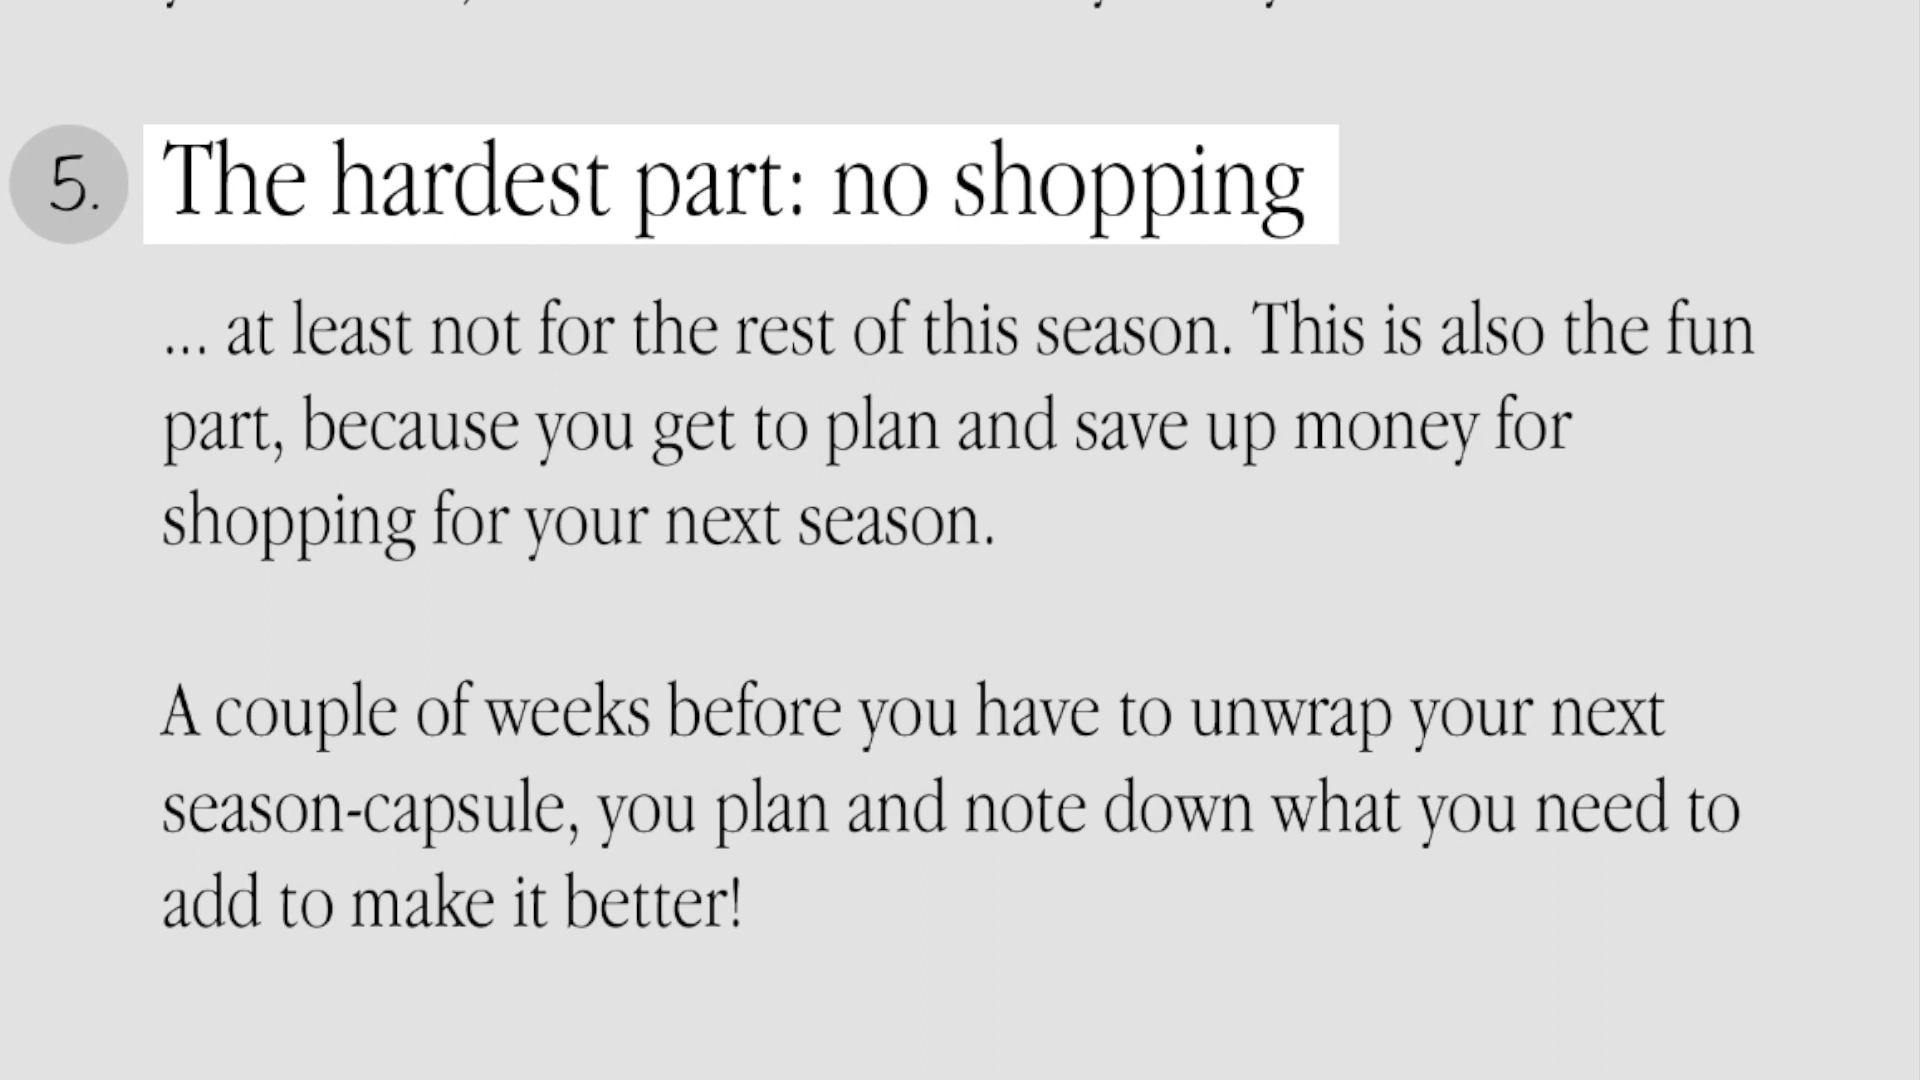 5. The hardest part: no shopping
... at least not for the rest of this season. This is also the fun
part, because you get to plan and save up money for
shopping for your next season.
A couple of weeks before you have to unwrap your next
season-capsule, you plan and note down what you need to
add to make it better!